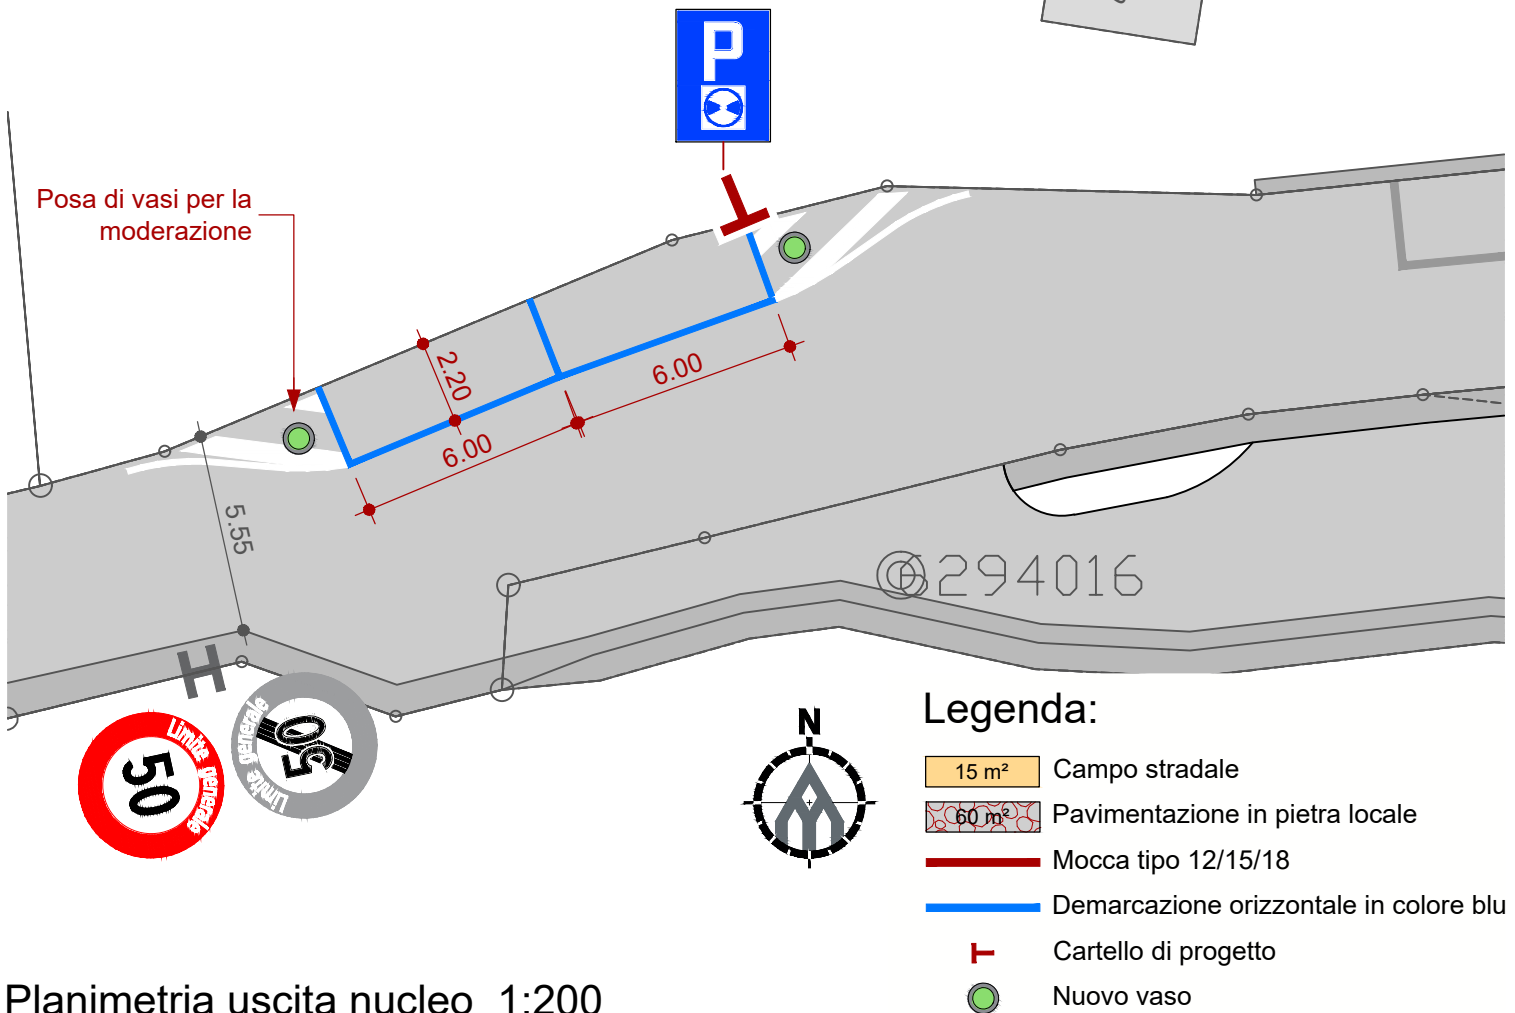 P
Posa di vasi per la
moderazione
2.20
6.00
6.00
5.55
6294016
H
50
Limite generale
50
Limite generale
N
Legenda:
15 m² Campo stradale
60 m² Pavimentazione in pietra locale
Mocca tipo 12/15/18
Demarcazione orizzontale in colore blu
Cartello di progetto
Nuovo vaso
Planimetria uscita nucleo 1:200